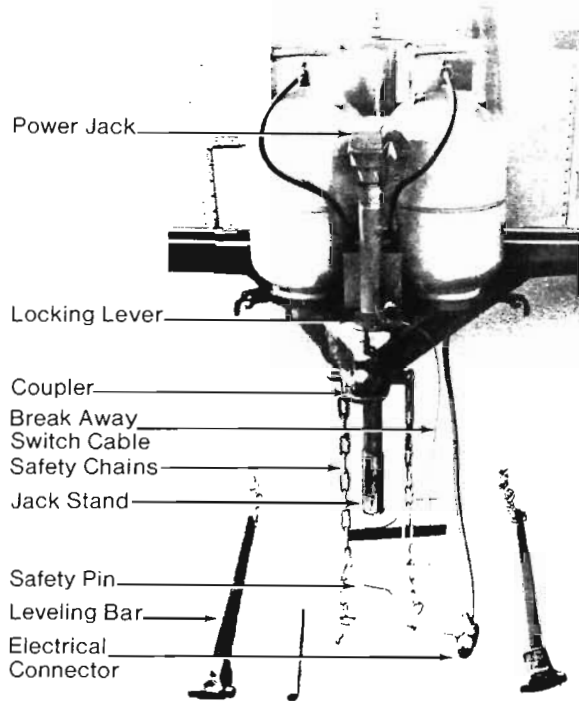 Power Jack
Locking Lever
Coupler
Break Away
Switch Cable
Safety Chains
Jack Stand
Safety Pin
Leveling Bar
Electrical
Connector